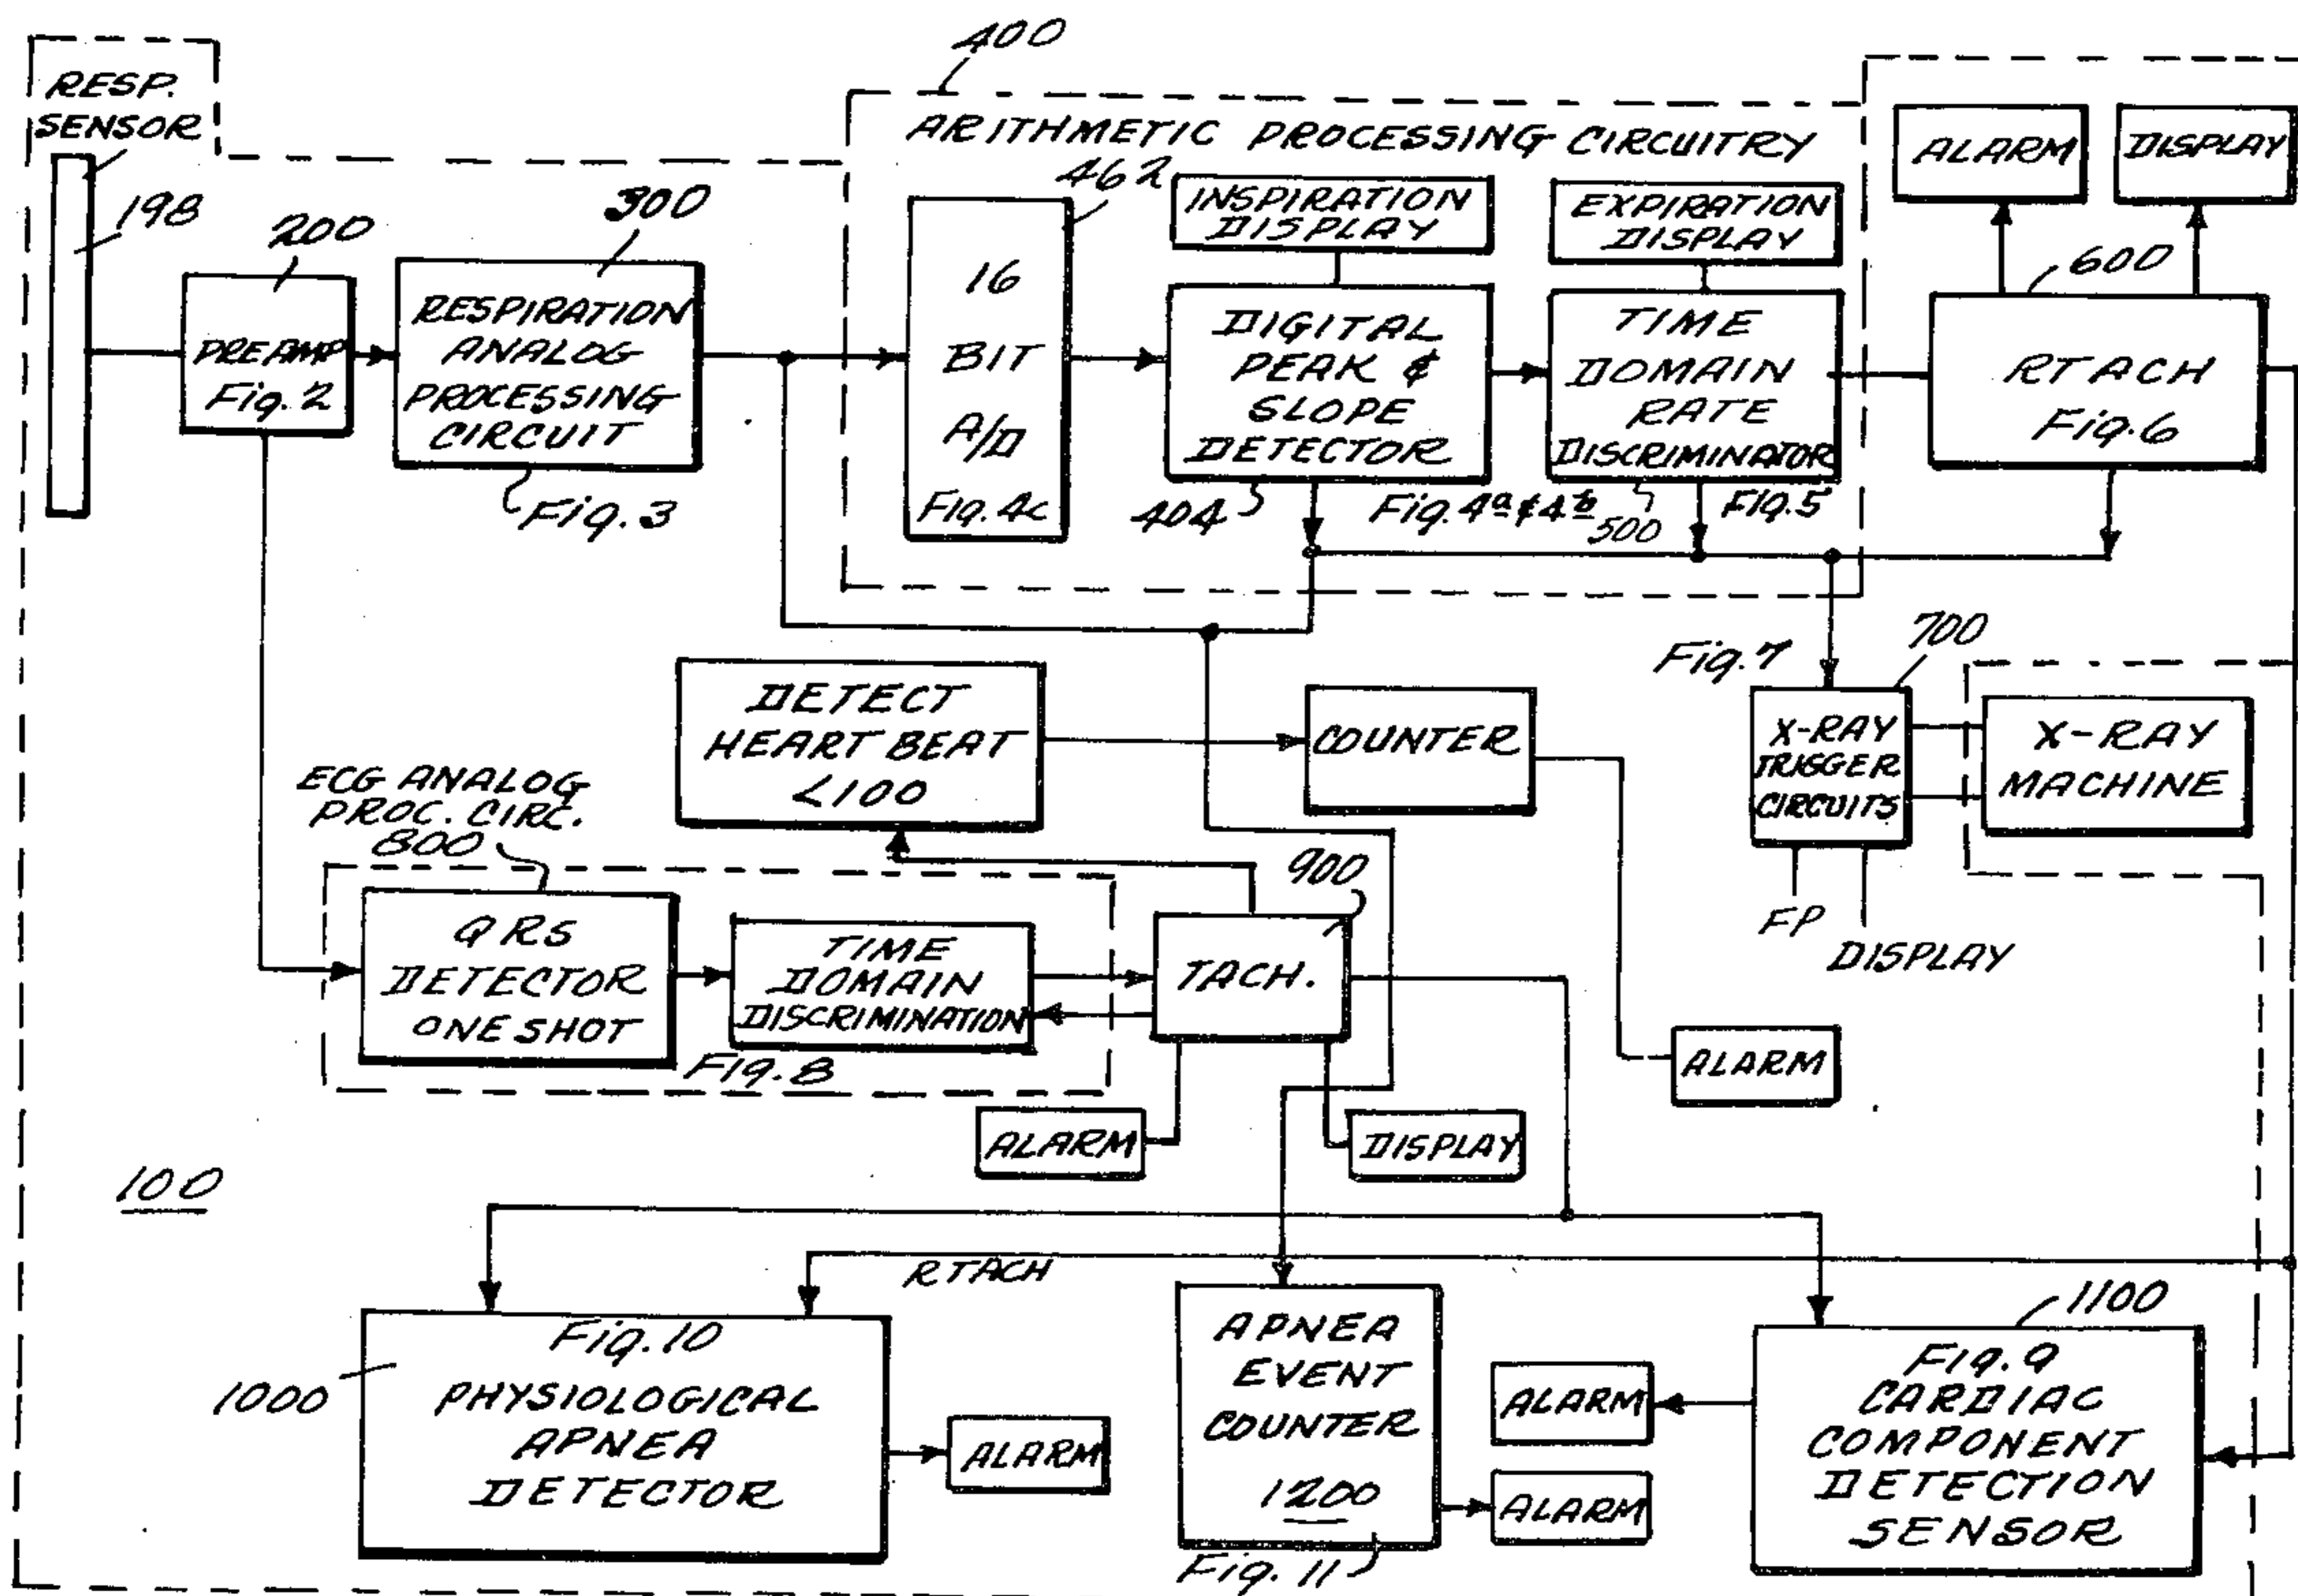 400
RESP.
SENSOR
198
200
300
PREAMP
Fig. 2
RESPIRATION
ANALOG
PROCESSING
CIRCUIT
Fig. 3
ARITHMETIC PROCESSING CIRCUITRY
462
16
BIT
A/D
Fig. 4c
INSPIRATION
DISPLAY
EXPIRATION
DISPLAY
DIGITAL
PEAK &
SLOPE
DETECTOR
404
Fig. 4a & 4b
TIME
DOMAIN
RATE
DISCRIMINATOR
500
Fig. 5
ALARM
DISPLAY
600
RTACH
Fig. 6
DETECT
HEART BEAT
<100
COUNTER
Fig. 7
700
X-RAY
TRIGGER
CIRCUITS
X-RAY
MACHINE
FP
DISPLAY
ECG ANALOG
PROC. CIRC.
800
QRS
DETECTOR
ONE SHOT
TIME
DOMAIN
DISCRIMINATION
Fig. 8
900
TACH.
ALARM
ALARM
DISPLAY
100
RTACH
1000
Fig. 10
PHYSIOLOGICAL
APNEA
DETECTOR
ALARM
APNEA
EVENT
COUNTER
1200
Fig. 11
ALARM
ALARM
1100
Fig. 9
CARDIAC
COMPONENT
DETECTION
SENSOR